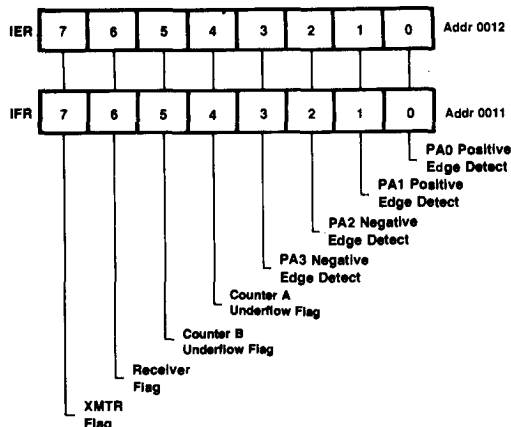 IER 7 6 5 4 3 2 1 0 Addr 0012
IFR 7 6 5 4 3 2 1 0 Addr 0011
PA0 Positive
Edge Detect
PA1 Positive
Edge Detect
PA2 Negative
Edge Detect
PA3 Negative
Edge Detect
Counter A
Underflow Flag
Counter B
Underflow Flag
Receiver
Flag
XMTR
Flag